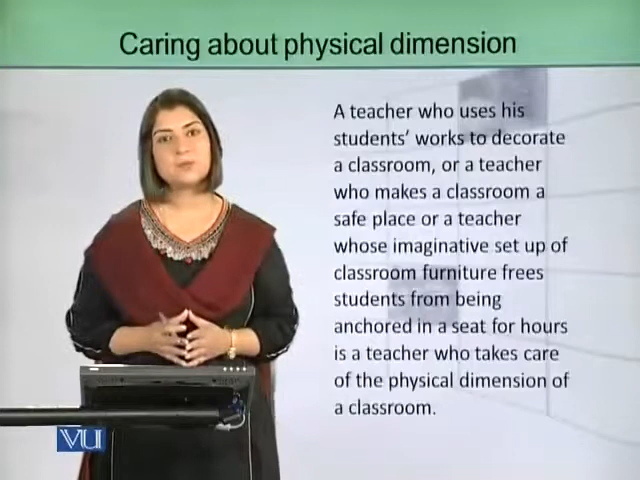 Caring about physical dimension
A teacher who uses his
students' works to decorate
a classroom, or a teacher
who makes a classroom a
safe place or a teacher
whose imaginative set up of
classroom furniture frees
students from being
anchored in a seat for hours
is a teacher who takes care
of the physical dimension of
a classroom.
VU